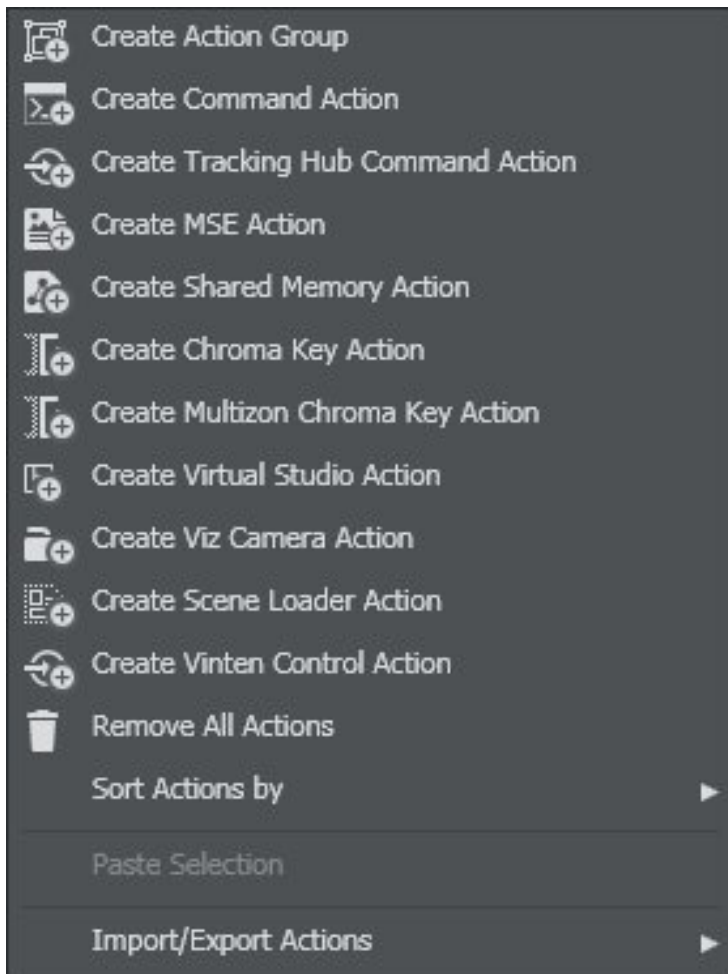 Create Action Group
Create Command Action
Create Tracking Hub Command Action
Create MSE Action
Create Shared Memory Action
Create Chroma Key Action
Create Multizon Chroma Key Action
Create Virtual Studio Action
Create Viz Camera Action
Create Scene Loader Action
Create Vinten Control Action
Remove All Actions
Sort Actions by
Paste Selection
Import/Export Actions